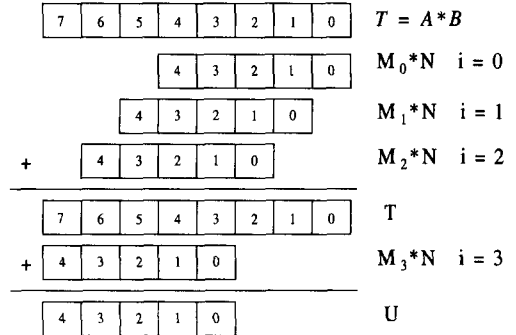 7 6 5 4 3 2 1 0 T = A*B
4 3 2 1 0 M₀*N i = 0
4 3 2 1 0 M₁*N i = 1
+ 4 3 2 1 0 M₂*N i = 2
7 6 5 4 3 2 1 0 T
+ 4 3 2 1 0 M₃*N i = 3
4 3 2 1 0 U